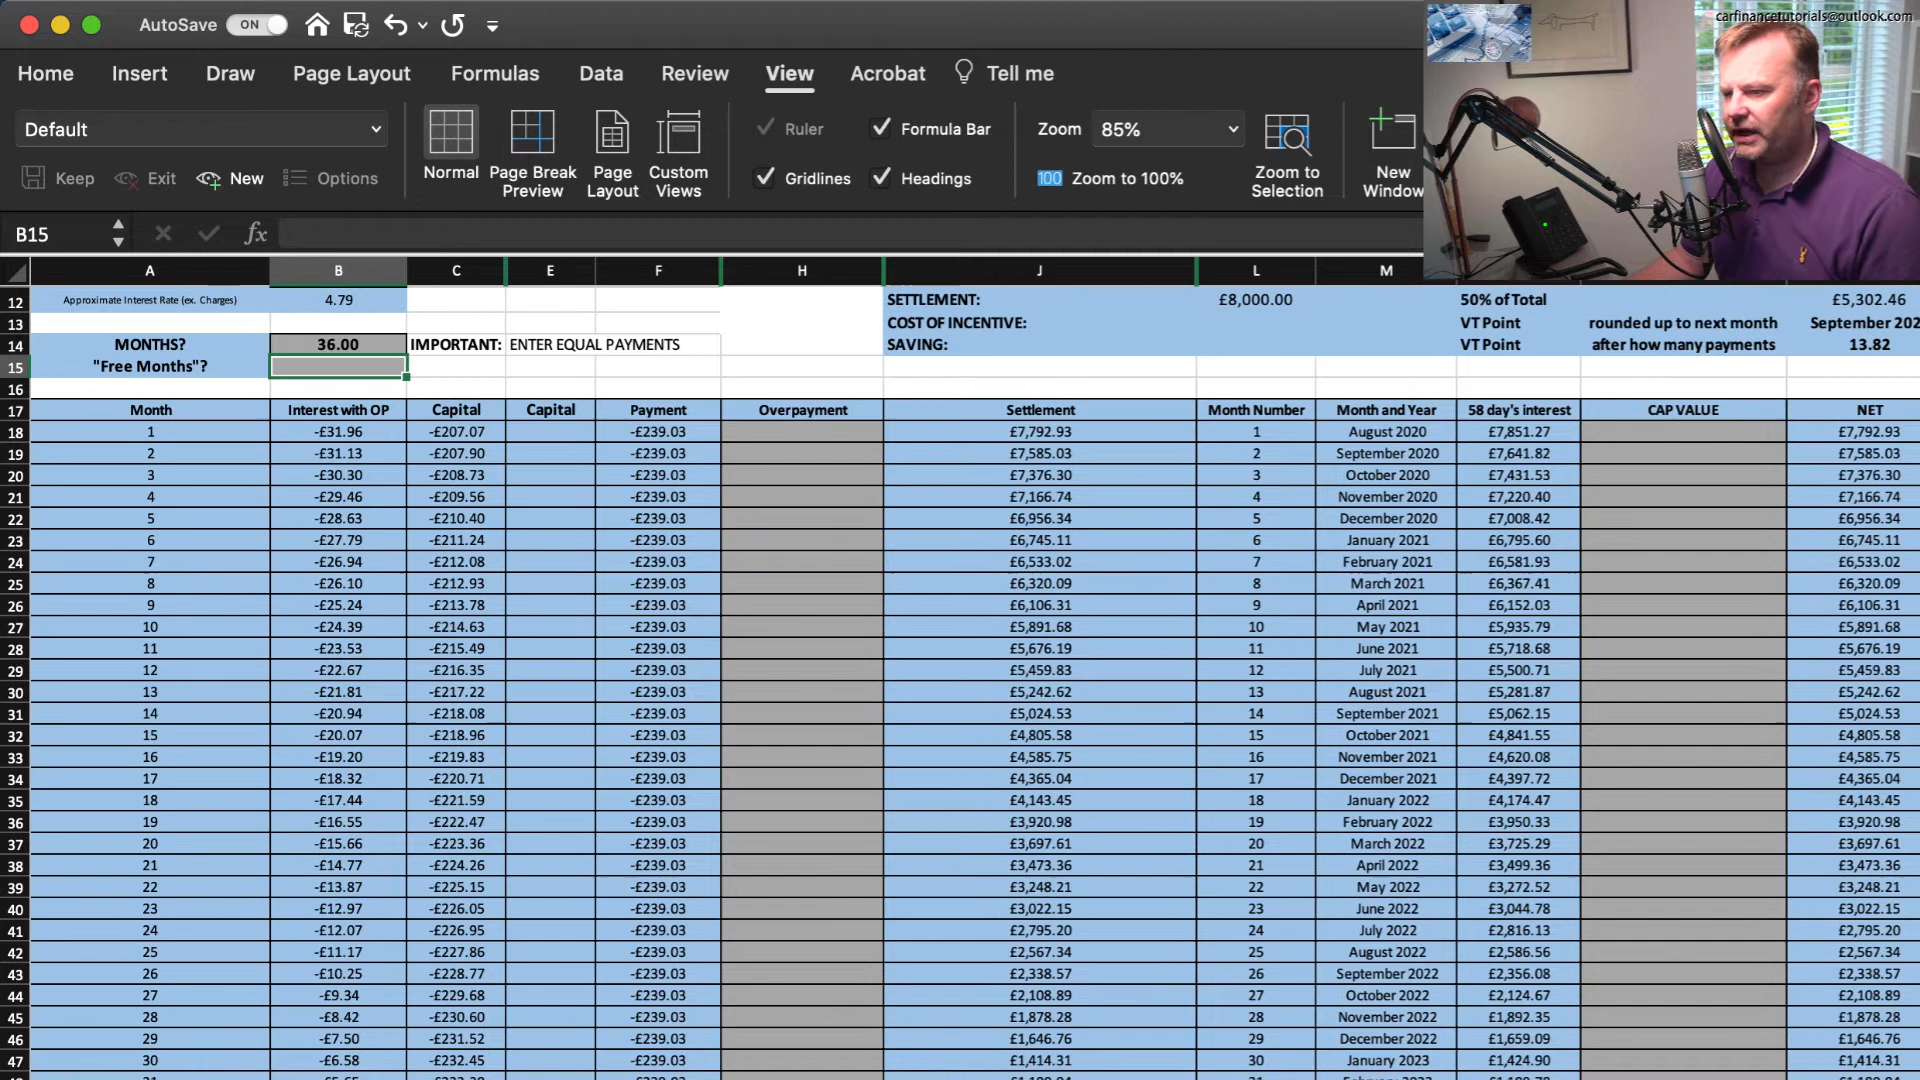 AutoSave ON
carfinancetutorials@outlook.com
Home Insert Draw Page Layout Formulas Data Review View Acrobat Tell me
Default
Keep Exit New Options
Normal Page Break Preview Page Layout Custom Views
Ruler Formula Bar
Gridlines Headings
Zoom 85%
100 Zoom to 100%
Zoom to Selection
New Window
B15 fx
A B C E F H J L M
12 Approximate Interest Rate (ex. Charges) 4.79 SETTLEMENT: £8,000.00 50% of Total £5,302.46
13 COST OF INCENTIVE: VT Point rounded up to next month September 202
14 MONTHS? 36.00 IMPORTANT: ENTER EQUAL PAYMENTS SAVING: VT Point after how many payments 13.82
15 "Free Months"?
16
17 Month Interest with OP Capital Capital Payment Overpayment Settlement Month Number Month and Year 58 day's interest CAP VALUE NET
18 1 -£31.96 -£207.07 -£239.03 £7,792.93 1 August 2020 £7,851.27 £7,792.93
19 2 -£31.13 -£207.90 -£239.03 £7,585.03 2 September 2020 £7,641.82 £7,585.03
20 3 -£30.30 -£208.73 -£239.03 £7,376.30 3 October 2020 £7,431.53 £7,376.30
21 4 -£29.46 -£209.56 -£239.03 £7,166.74 4 November 2020 £7,220.40 £7,166.74
22 5 -£28.63 -£210.40 -£239.03 £6,956.34 5 December 2020 £7,008.42 £6,956.34
23 6 -£27.79 -£211.24 -£239.03 £6,745.11 6 January 2021 £6,795.60 £6,745.11
24 7 -£26.94 -£212.08 -£239.03 £6,533.02 7 February 2021 £6,581.93 £6,533.02
25 8 -£26.10 -£212.93 -£239.03 £6,320.09 8 March 2021 £6,367.41 £6,320.09
26 9 -£25.24 -£213.78 -£239.03 £6,106.31 9 April 2021 £6,152.03 £6,106.31
27 10 -£24.39 -£214.63 -£239.03 £5,891.68 10 May 2021 £5,935.79 £5,891.68
28 11 -£23.53 -£215.49 -£239.03 £5,676.19 11 June 2021 £5,718.68 £5,676.19
29 12 -£22.67 -£216.35 -£239.03 £5,459.83 12 July 2021 £5,500.71 £5,459.83
30 13 -£21.81 -£217.22 -£239.03 £5,242.62 13 August 2021 £5,281.87 £5,242.62
31 14 -£20.94 -£218.08 -£239.03 £5,024.53 14 September 2021 £5,062.15 £5,024.53
32 15 -£20.07 -£218.96 -£239.03 £4,805.58 15 October 2021 £4,841.55 £4,805.58
33 16 -£19.20 -£219.83 -£239.03 £4,585.75 16 November 2021 £4,620.08 £4,585.75
34 17 -£18.32 -£220.71 -£239.03 £4,365.04 17 December 2021 £4,397.72 £4,365.04
35 18 -£17.44 -£221.59 -£239.03 £4,143.45 18 January 2022 £4,174.47 £4,143.45
36 19 -£16.55 -£222.47 -£239.03 £3,920.98 19 February 2022 £3,950.33 £3,920.98
37 20 -£15.66 -£223.36 -£239.03 £3,697.61 20 March 2022 £3,725.29 £3,697.61
38 21 -£14.77 -£224.26 -£239.03 £3,473.36 21 April 2022 £3,499.36 £3,473.36
39 22 -£13.87 -£225.15 -£239.03 £3,248.21 22 May 2022 £3,272.52 £3,248.21
40 23 -£12.97 -£226.05 -£239.03 £3,022.15 23 June 2022 £3,044.78 £3,022.15
41 24 -£12.07 -£226.95 -£239.03 £2,795.20 24 July 2022 £2,816.13 £2,795.20
42 25 -£11.17 -£227.86 -£239.03 £2,567.34 25 August 2022 £2,586.56 £2,567.34
43 26 -£10.25 -£228.77 -£239.03 £2,338.57 26 September 2022 £2,356.08 £2,338.57
44 27 -£9.34 -£229.68 -£239.03 £2,108.89 27 October 2022 £2,124.67 £2,108.89
45 28 -£8.42 -£230.60 -£239.03 £1,878.28 28 November 2022 £1,892.35 £1,878.28
46 29 -£7.50 -£231.52 -£239.03 £1,646.76 29 December 2022 £1,659.09 £1,646.76
47 30 -£6.58 -£232.45 -£239.03 £1,414.31 30 January 2023 £1,424.90 £1,414.31